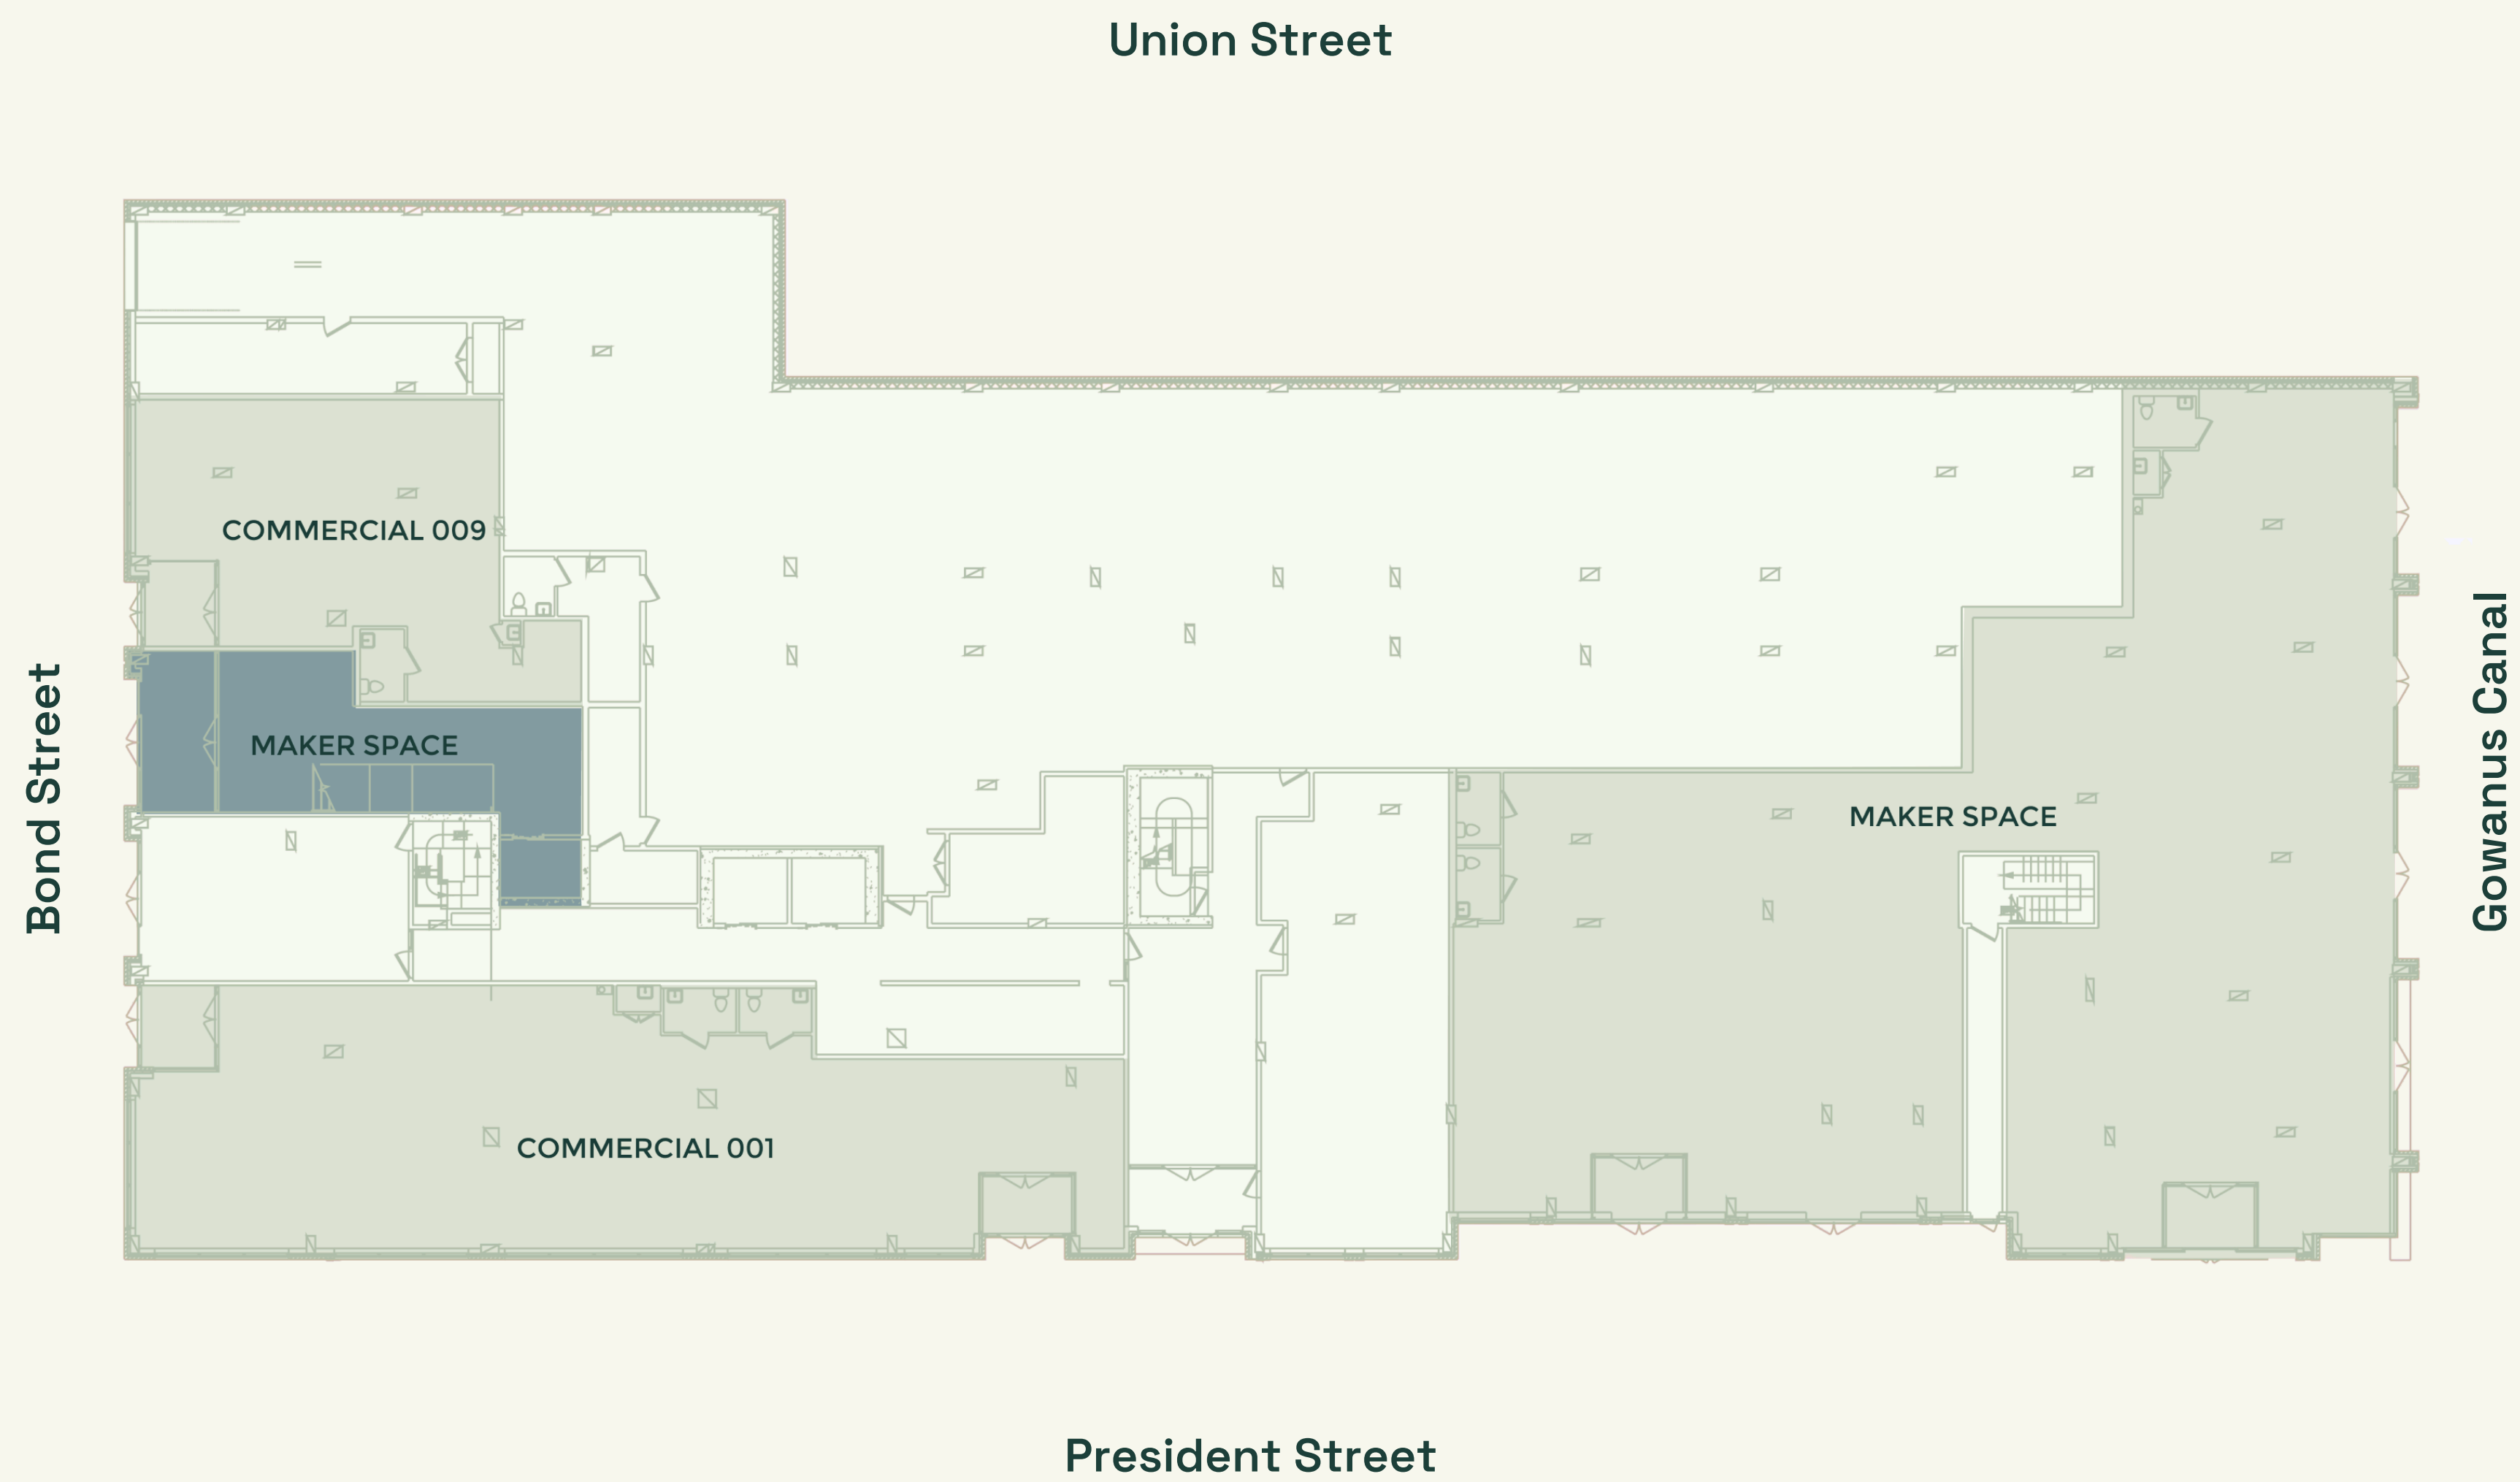 Union Street
COMMERCIAL 009
Bond Street
MAKER SPACE
MAKER SPACE
Gowanus Canal
COMMERCIAL 001
President Street